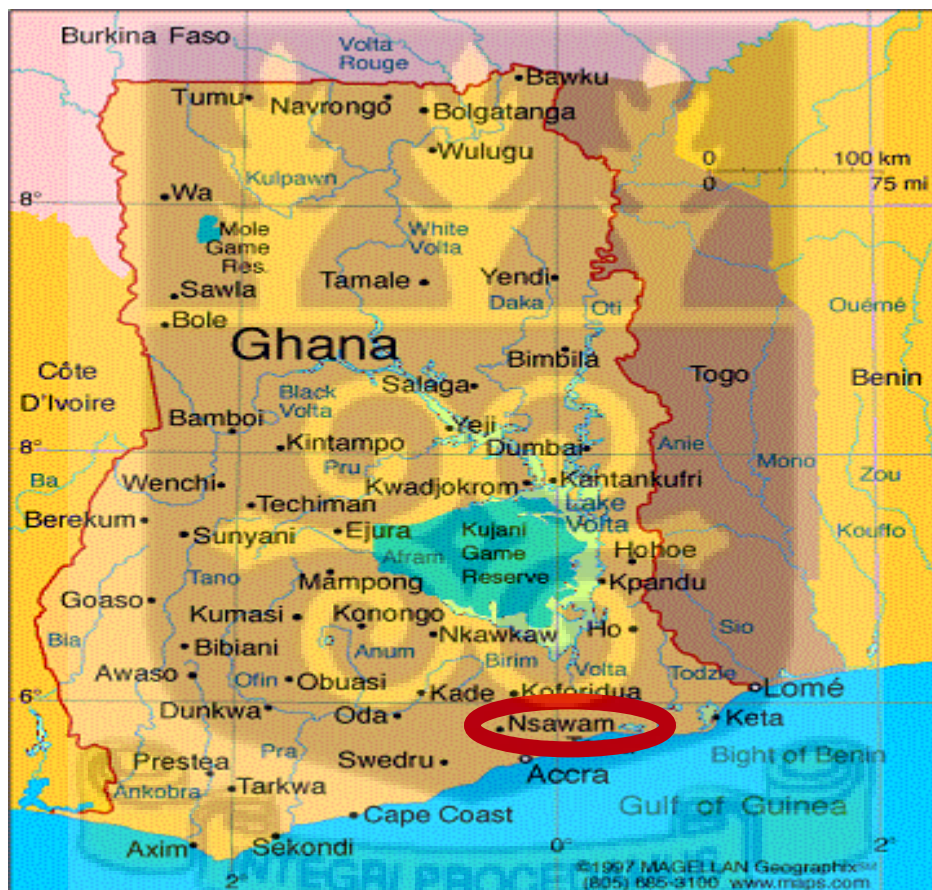 Burkina Faso
Volta
Rouge
Bawku
Tumu
Navrongo
Bolgatanga
Wulugu
0 100 km
0 75 mi
Kulpawn
8°
Wa
Mole
Game
Res.
White
Volta
Tamale
Yendi
Daka
Oti
Sawla
Bole
Ouémé
Ghana
Bimbila
Côte
D'Ivoire
Togo
Benin
Black
Volta
Salaga
Bamboi
Yeji
Kintampo
Dumbai
Anie
8°
Pru
Mono
Zou
Ba
Wenchi
Kwadjokrom
Kahtankufri
Techiman
Lake
Volta
Berekum
Sunyani
Ejura
Kujani
Game
Reserve
Kouffo
Afram
Hohoe
Tano
Mampong
Kpandu
Goaso
Kumasi
Konongo
Nkawkaw
Ho
Sio
Bia
Bibiani
Anum
Birim
Volta
Todzie
Awaso
Ofin
Obuasi
Kade
Koforidua
Lomé
6°
Dunkwa
Oda
Nsawam
Keta
Pra
Prestea
Swedru
Accra
Bight of Benin
Ankobra
Tarkwa
Cape Coast
Gulf of Guinea
Axim
Sekondi
2°
0°
2°
INTEGRI PROCEDAMUS
©1997 MAGELLAN Geographix℠
(805) 685-3100 www.maps.com